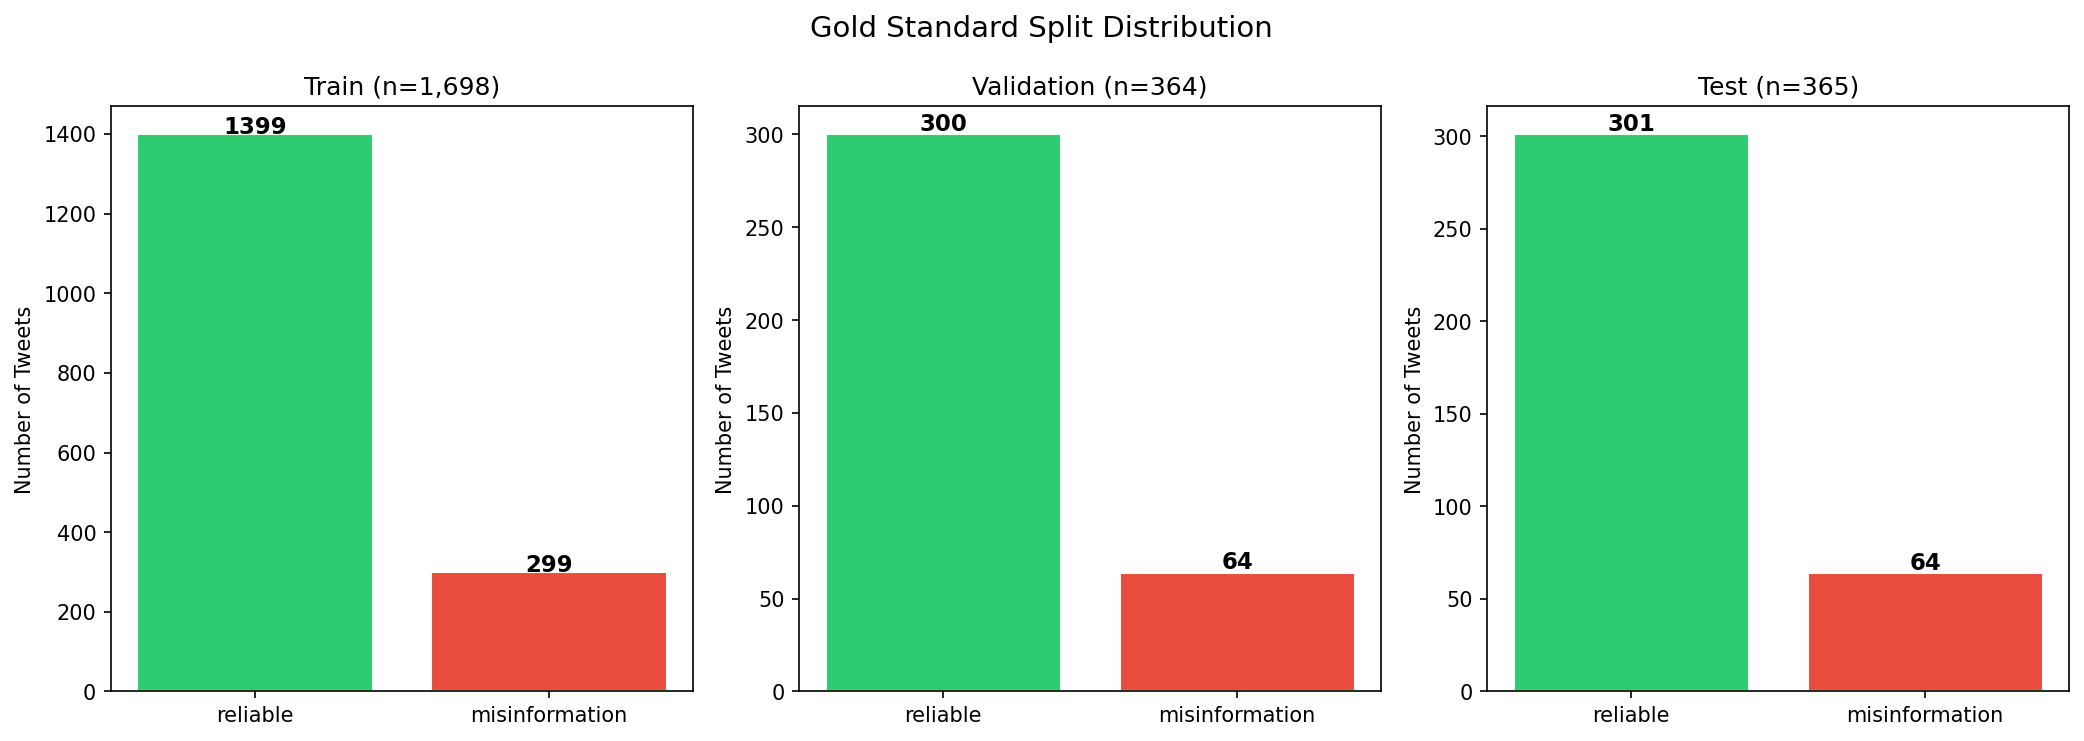 Gold Standard Split Distribution
Train (n=1,698)
Number of Tweets
1400
1200
1000
800
600
400
200
0
1399
299
reliable
misinformation
Validation (n=364)
Number of Tweets
300
250
200
150
100
50
0
300
64
reliable
misinformation
Test (n=365)
Number of Tweets
300
250
200
150
100
50
0
301
64
reliable
misinformation